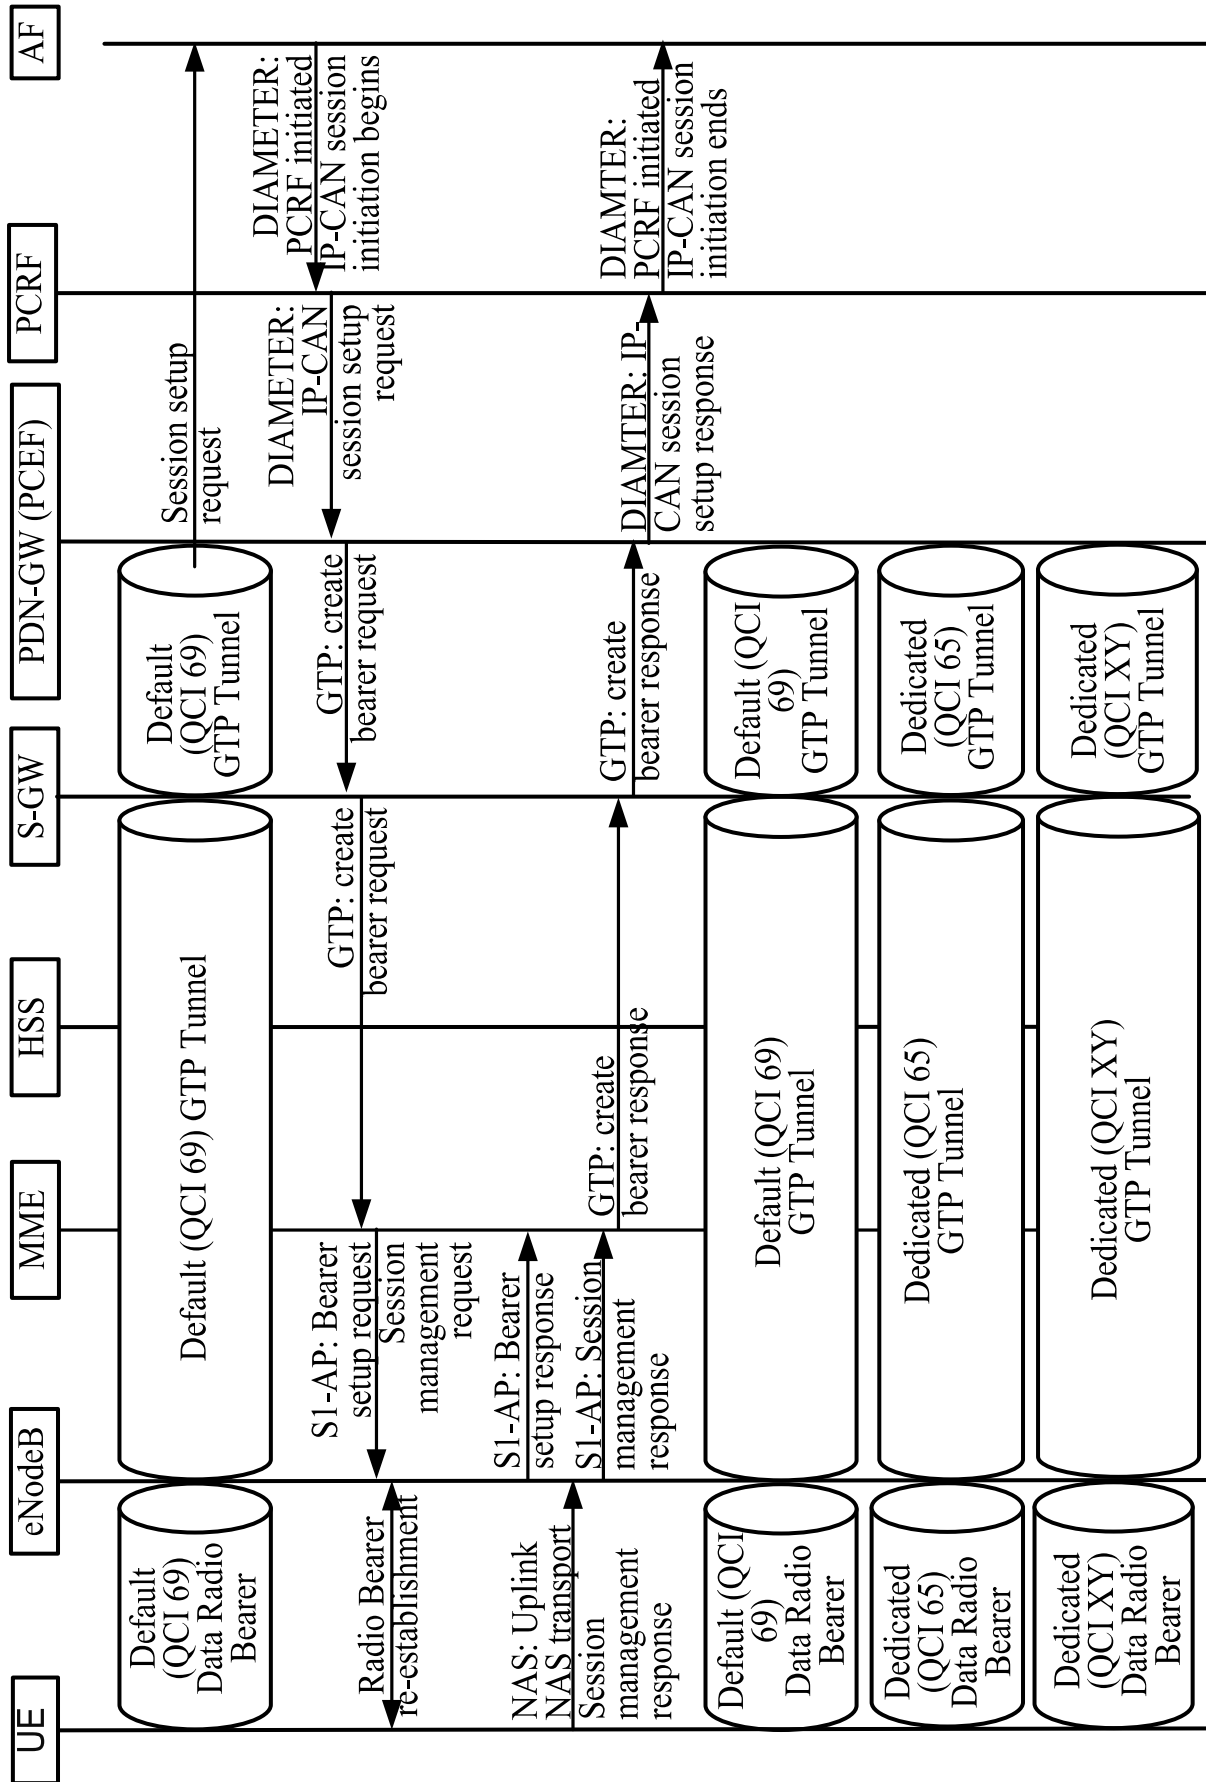 UE
eNodeB
MME
HSS
S-GW
PDN-GW (PCEF)
PCRF
AF
Default
(QCI 69)
Data Radio
Bearer
Default (QCI 69) GTP Tunnel
Default
(QCI 69)
GTP Tunnel
Session setup
request
DIAMETER:
PCRF initiated
IP-CAN session
initiation begins
DIAMETER:
IP-CAN
session setup
request
GTP: create
bearer request
GTP: create
bearer request
S1-AP: Bearer
setup request
Session
management
request
Radio Bearer
re-establishment
S1-AP: Bearer
setup response
NAS: Uplink
NAS transport
Session
management
response
S1-AP: Session
management
response
GTP: create
bearer response
GTP: create
bearer response
DIAMTER: IP-
CAN session
setup response
DIAMTER:
PCRF initiated
IP-CAN session
initiation ends
Default (QCI
69)
Data Radio
Bearer
Default (QCI 69)
GTP Tunnel
Default (QCI
69)
GTP Tunnel
Dedicated
(QCI 65)
Data Radio
Bearer
Dedicated (QCI 65)
GTP Tunnel
Dedicated
(QCI 65)
GTP Tunnel
Dedicated
(QCI XY)
Data Radio
Bearer
Dedicated (QCI XY)
GTP Tunnel
Dedicated
(QCI XY)
GTP Tunnel